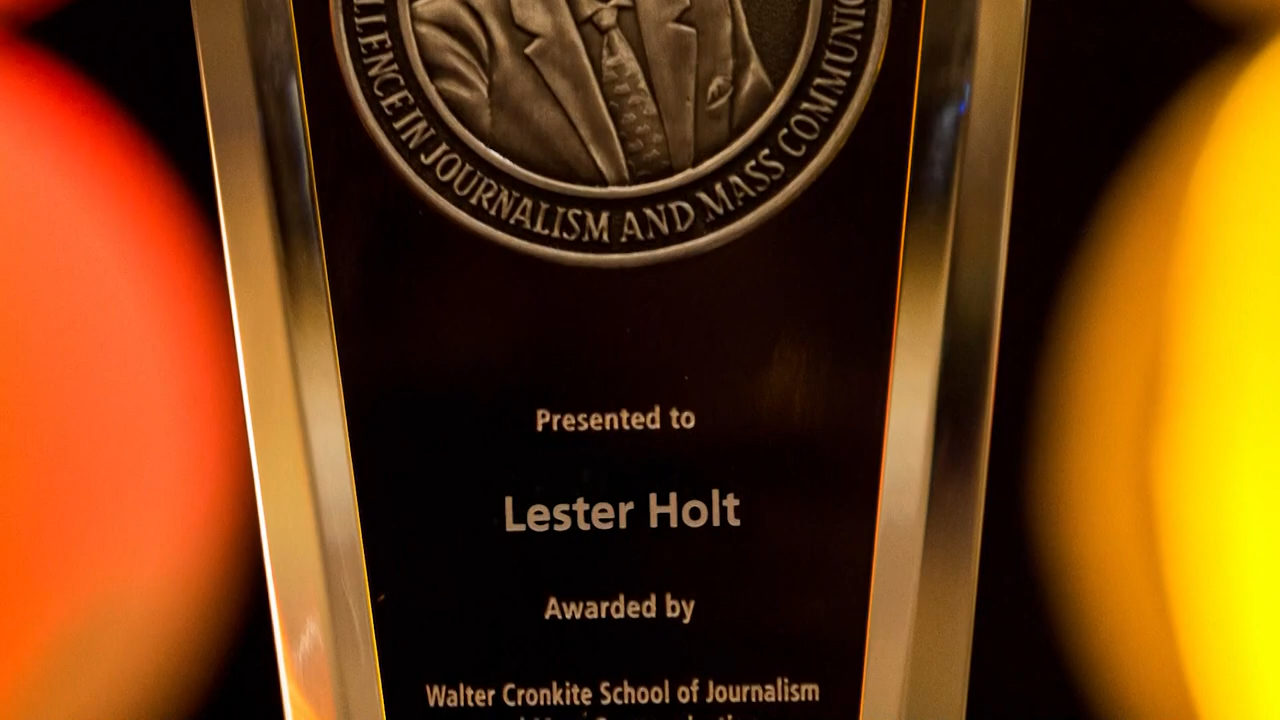 LLENCE IN JOURNALISM AND MASS COMMUNIC
Presented to
Lester Holt
Awarded by
Walter Cronkite School of Journalism